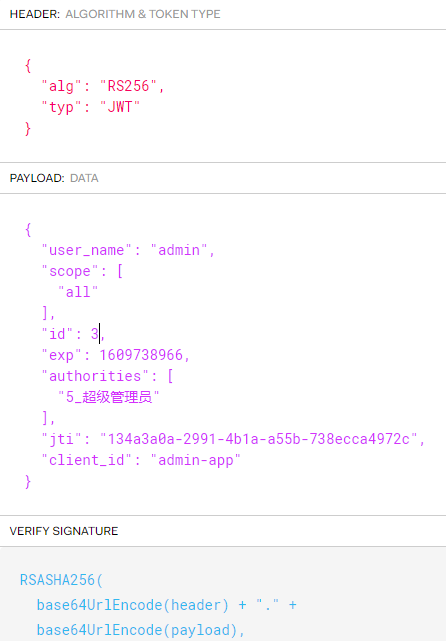 HEADER: ALGORITHM & TOKEN TYPE
{
"alg": "RS256",
"typ": "JWT"
}
PAYLOAD: DATA
{
"user_name": "admin",
"scope": [
"all"
],
"id": 3,
"exp": 1609738966,
"authorities": [
"5_超级管理员"
],
"jti": "134a3a0a-2991-4b1a-a55b-738ecca4972c",
"client_id": "admin-app"
}
VERIFY SIGNATURE
RSASHA256(
base64UrlEncode(header) + "." +
base64UrlEncode(payload),